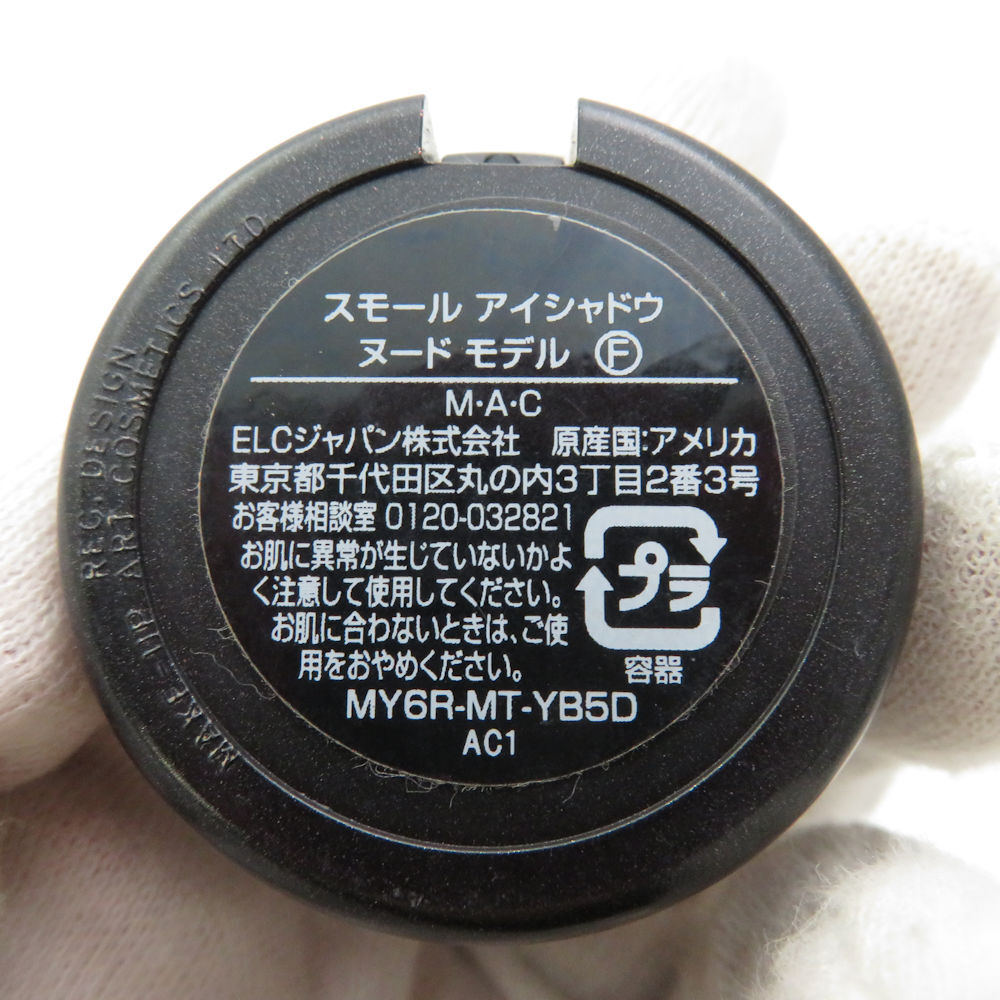 スモール アイシャドウ
ヌード モデル Ⓕ
M・A・C
ELCジャパン株式会社 原産国:アメリカ
東京都千代田区丸の内3丁目2番3号
お客様相談室 0120-032821
お肌に異常が生じていないかよ
く注意して使用してください。
お肌に合わないときは、ご使
用をおやめください。
プラ
容器
MY6R-MT-YB5D
AC1
REG. DESIGN
MAKE-UP ART COSMETICS LTD.